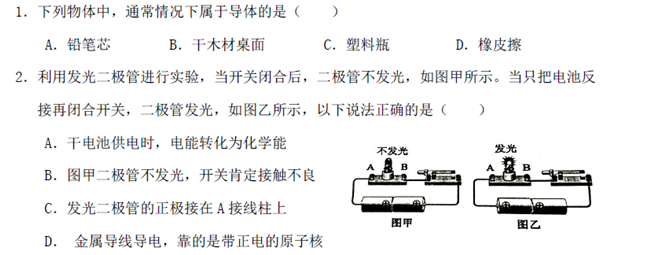 1. 下列物体中，通常情况下属于导体的是（　　）
A. 铅笔芯　B. 干木材桌面　C. 塑料瓶　D. 橡皮擦
2. 利用发光二极管进行实验，当开关闭合后，二极管不发光，如图甲所示。当只把电池反
接再闭合开关，二极管发光，如图乙所示，以下说法正确的是（　　）
A. 干电池供电时，电能转化为化学能
B. 图甲二极管不发光，开关肯定接触不良
C. 发光二极管的正极接在 A 接线柱上
D. 金属导线导电，靠的是带正电的原子核
不发光
A B
图甲
发光
A B
图乙